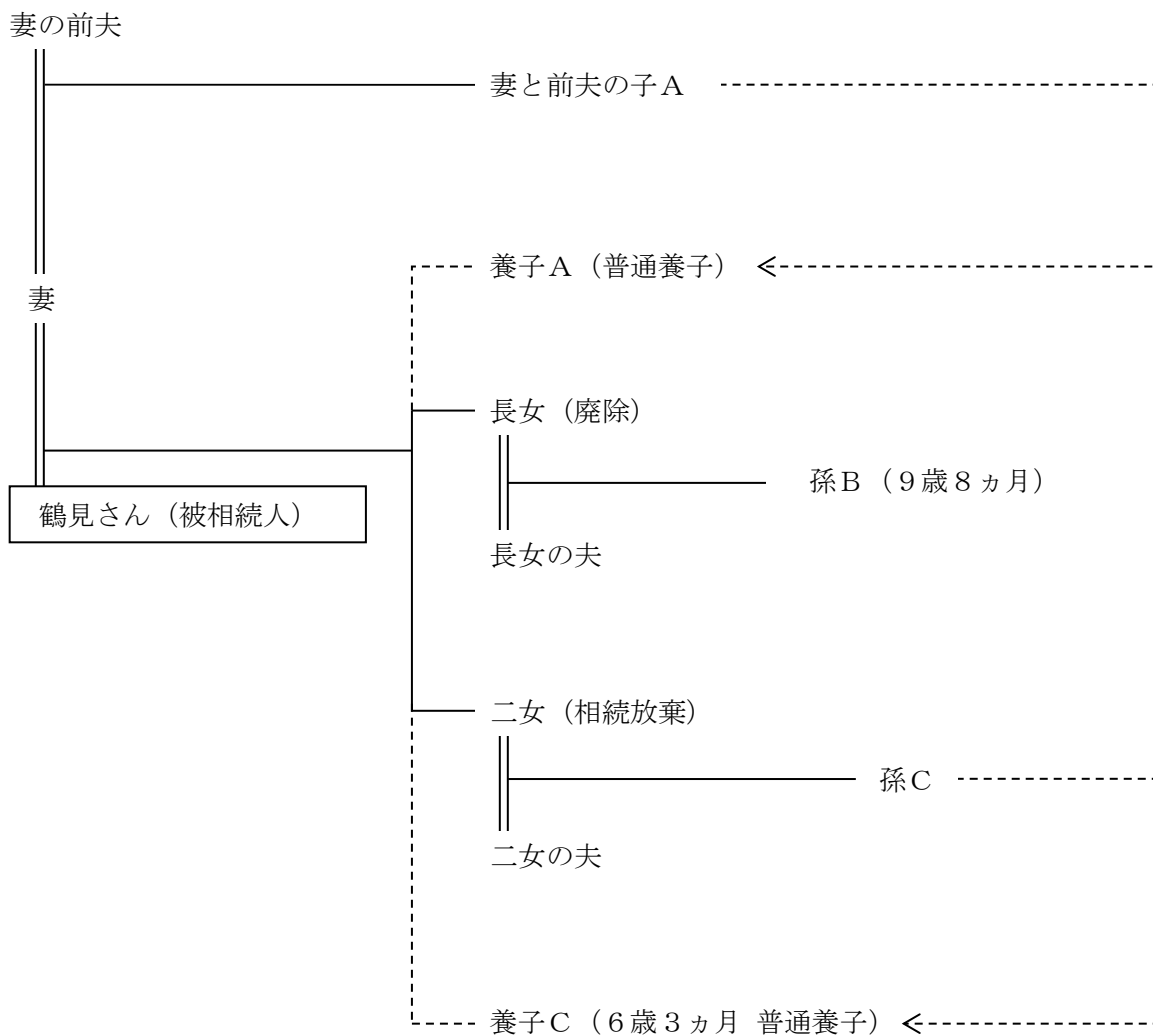 妻の前夫
妻と前夫の子A
養子A（普通養子）
妻
長女（廃除）
孫B（9歳8ヵ月）
鶴見さん（被相続人）
長女の夫
二女（相続放棄）
孫C
二女の夫
養子C（6歳3ヵ月 普通養子）